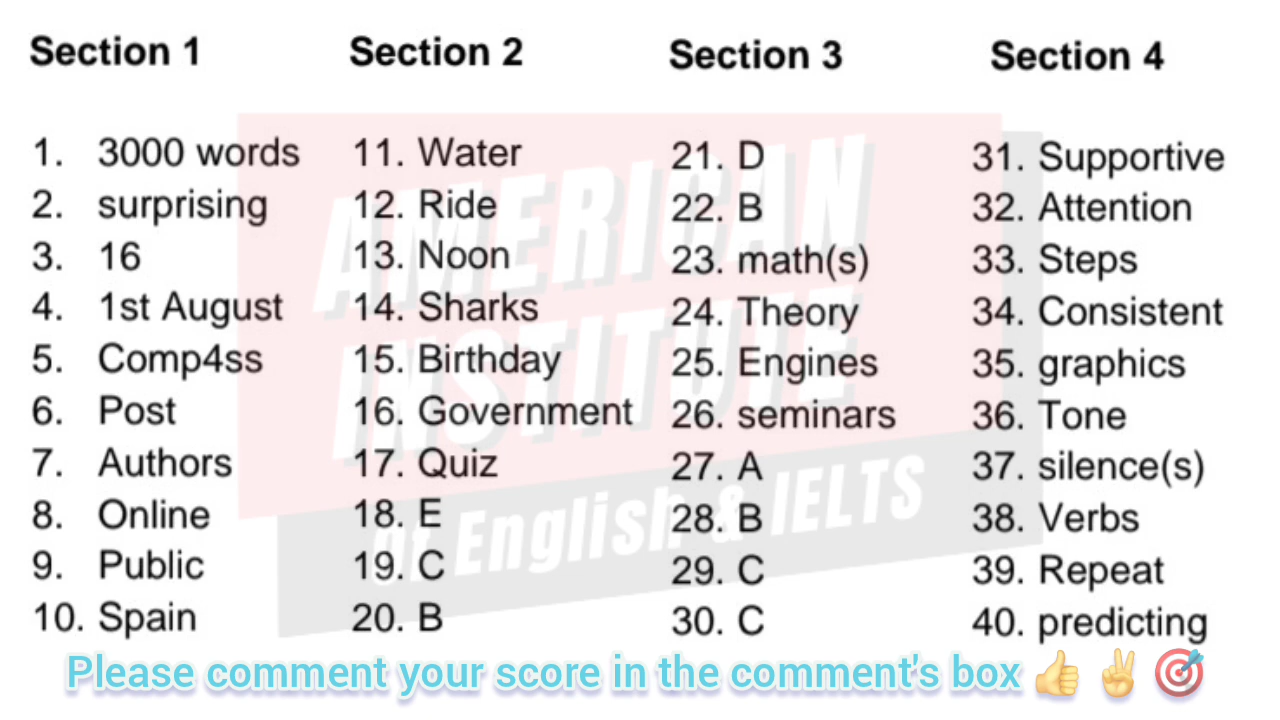 Section 1
1. 3000 words
2. surprising
3. 16
4. 1st August
5. Comp4ss
6. Post
7. Authors
8. Online
9. Public
10. Spain
Section 2
11. Water
12. Ride
13. Noon
14. Sharks
15. Birthday
16. Government
17. Quiz
18. E
19. C
20. B
Section 3
21. D
22. B
23. math(s)
24. Theory
25. Engines
26. seminars
27. A
28. B
29. C
30. C
Section 4
31. Supportive
32. Attention
33. Steps
34. Consistent
35. graphics
36. Tone
37. silence(s)
38. Verbs
39. Repeat
40. predicting
AMERICAN
INSTITUTE
of English & IELTS
Please comment your score in the comment's box 👍 ✌️ 🎯